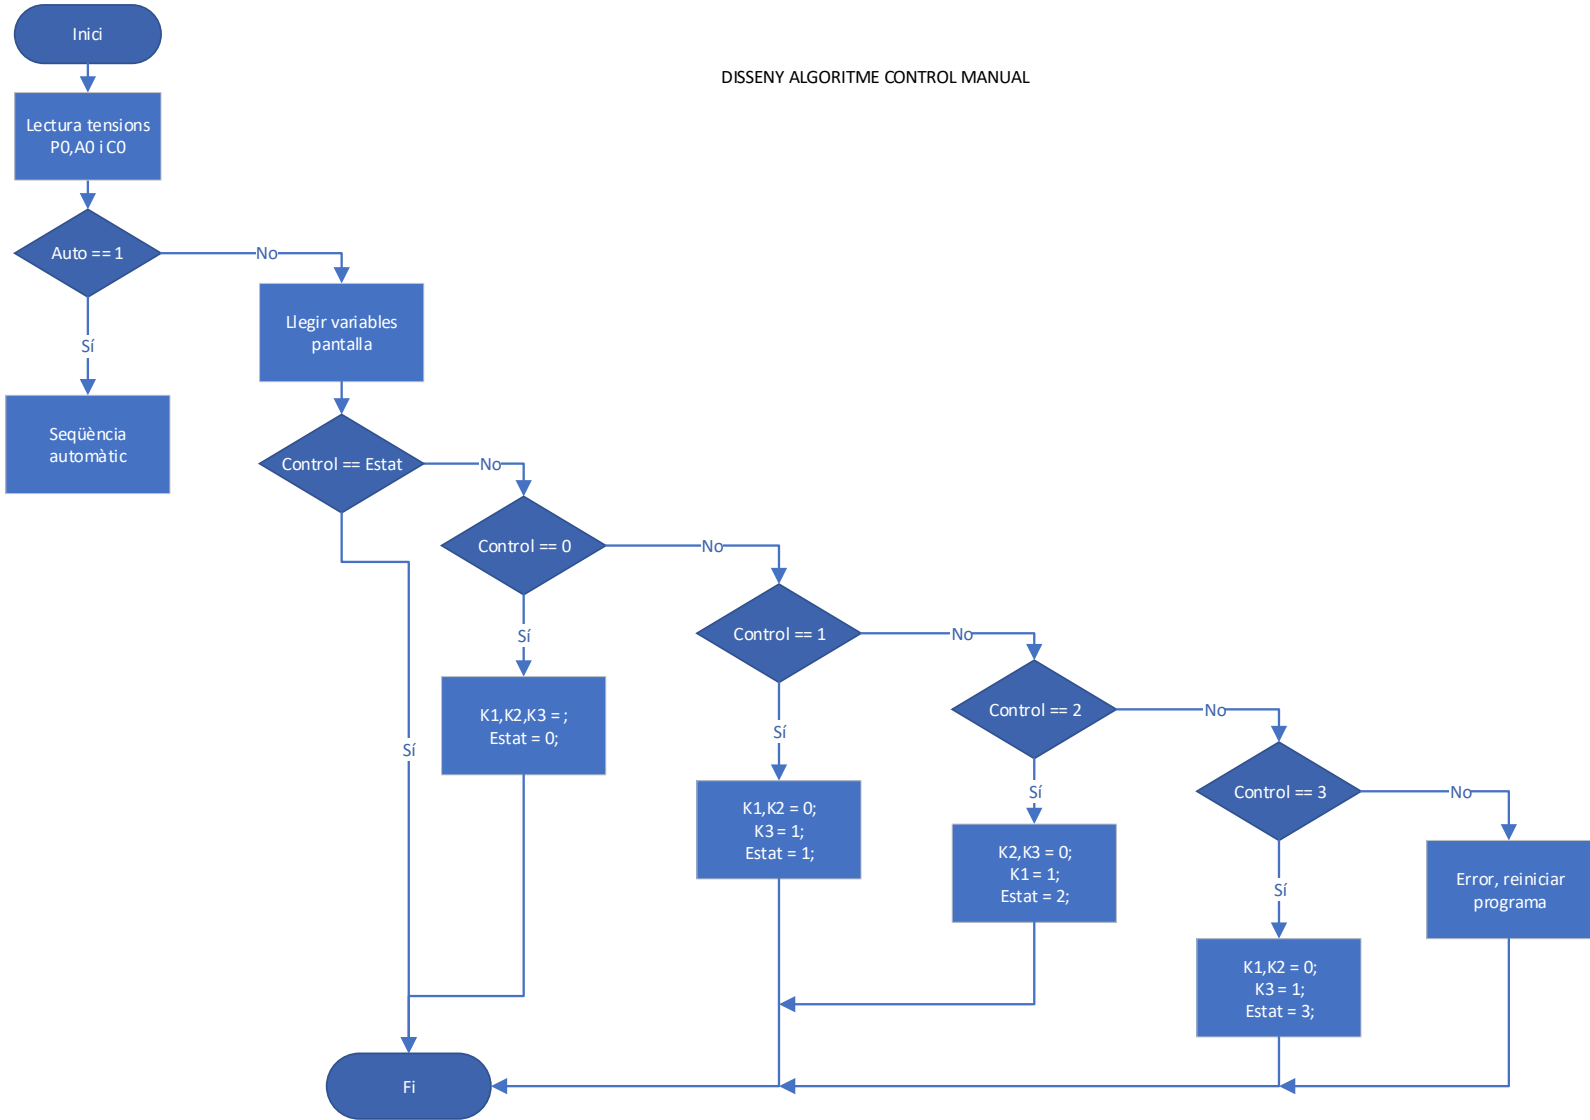 Inici
DISSENY ALGORITME CONTROL MANUAL
Lectura tensions
P0,A0 i C0
Auto == 1
No
Sí
Llegir variables
pantalla
Seqüència
automàtic
Control == Estat
No
Sí
Control == 0
No
Sí
K1,K2,K3 = ;
Estat = 0;
Control == 1
No
Sí
K1,K2 = 0;
K3 = 1;
Estat = 1;
Control == 2
No
Sí
K2,K3 = 0;
K1 = 1;
Estat = 2;
Control == 3
No
Sí
K1,K2 = 0;
K3 = 1;
Estat = 3;
Error, reiniciar
programa
Fi